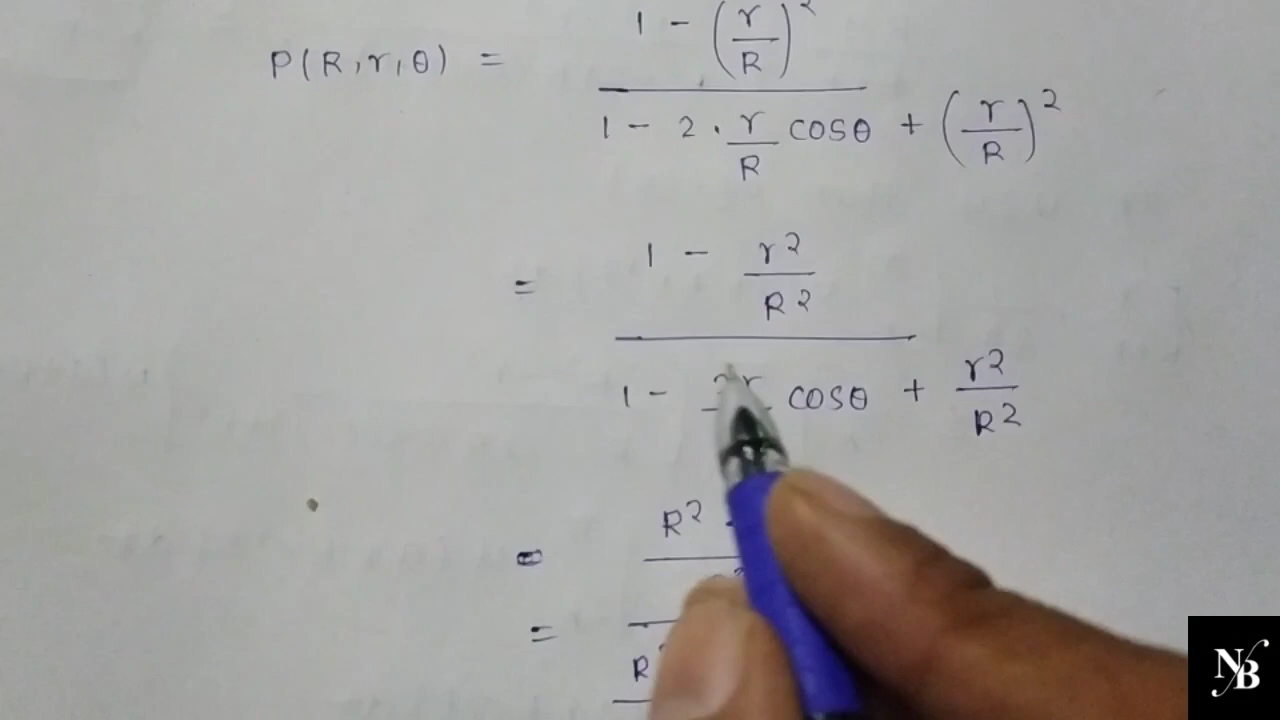 1 - (r/R)²
P(R,r,θ) =
1 - 2 · r/R cosθ + (r/R)²
1 - r²/R²
=
1 - cosθ + r²/R²
R²
=
=
R
NB